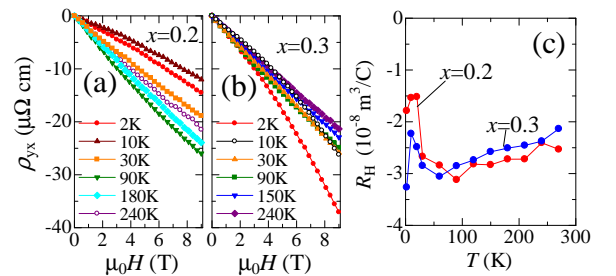 0
-10
-20
-30
-40
ρyx (μΩ cm)
x=0.2
(a)
2K
10K
30K
90K
180K
240K
0 2 4 6 8
μ0H (T)
x=0.3
(b)
2K
10K
30K
90K
150K
240K
0 2 4 6 8
μ0H (T)
(c)
0
-1
-2
-3
-4
RH (10-8 m3/C)
x=0.2
x=0.3
0 100 200 300
T (K)